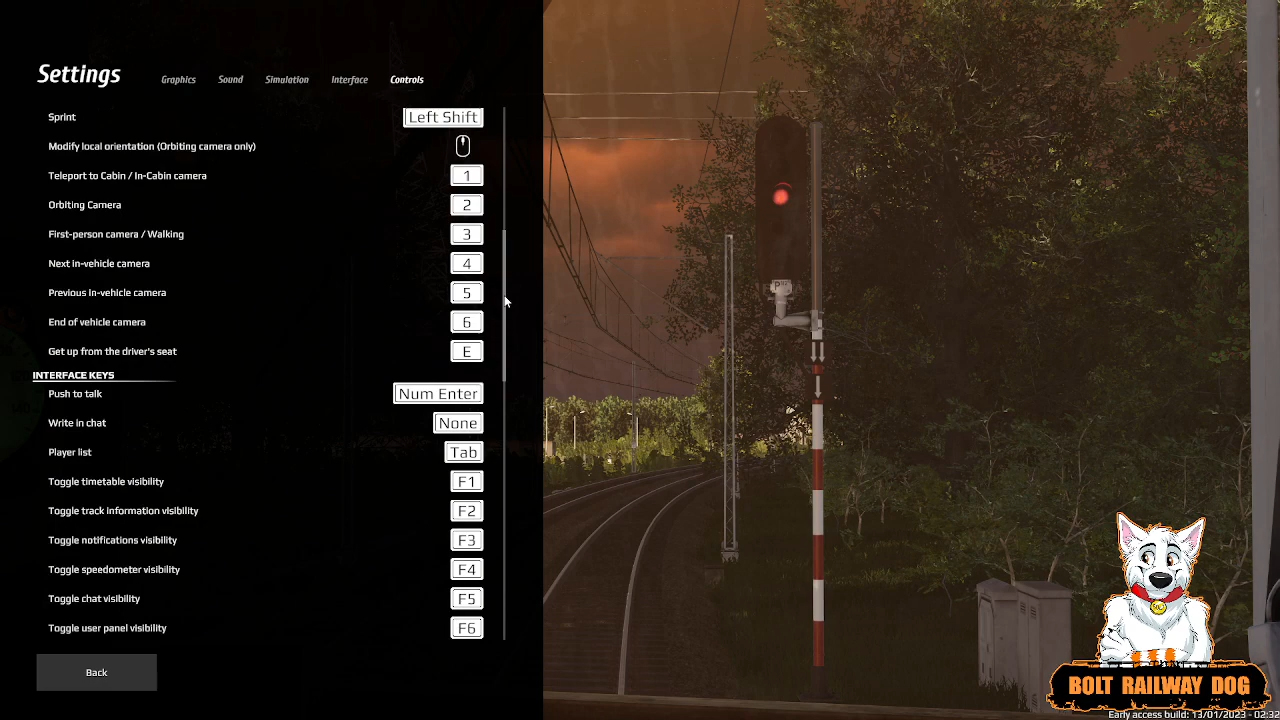 Settings Graphics Sound Simulation Interface Controls
Sprint Left Shift
Modify local orientation (Orbiting camera only)
Teleport to Cabin / In-Cabin camera 1
Orbiting Camera 2
First-person camera / Walking 3
Next in-vehicle camera 4
Previous in-vehicle camera 5
End of vehicle camera 6
Get up from the driver's seat E
INTERFACE KEYS
Push to talk Num Enter
Write in chat None
Player list Tab
Toggle timetable visibility F1
Toggle track information visibility F2
Toggle notifications visibility F3
Toggle speedometer visibility F4
Toggle chat visibility F5
Toggle user panel visibility F6
Back
BOLT RAILWAY DOG
Early access build: 13/01/2023 - 02:32